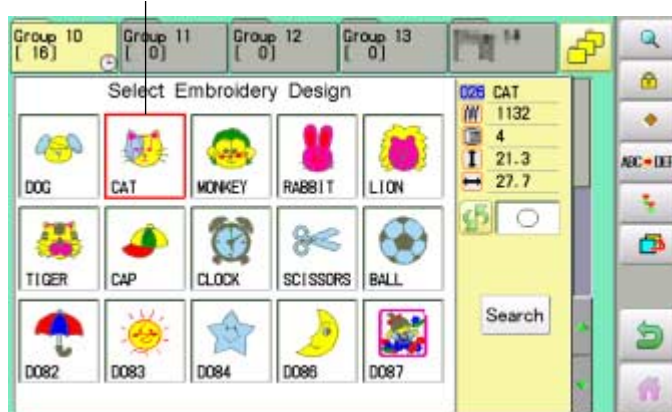 Group 10
[ 16]
Group 11
[ 0]
Group 12
[ 0]
Group 13
[ 0]
14
Select Embroidery Design
026 CAT
1132
4
21.3
27.7
DOG
CAT
MONKEY
RABBIT
LION
TIGER
CAP
CLOCK
SCISSORS
BALL
D082
D083
D084
D086
D087
Search